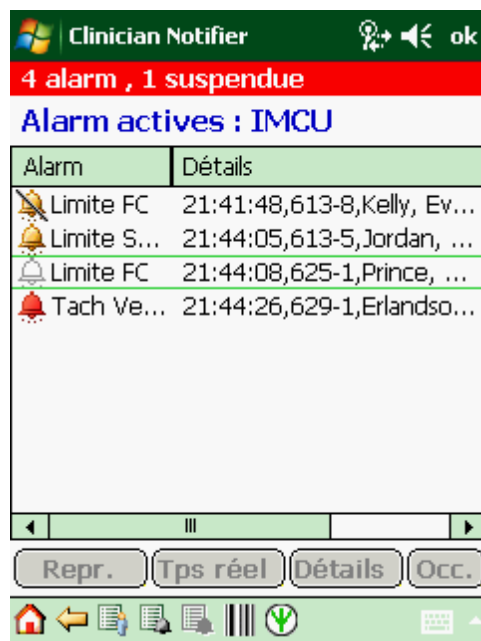 Clinician Notifier ok
4 alarm , 1 suspendue
Alarm actives : IMCU
Alarm Détails
Limite FC 21:41:48,613-8,Kelly, Ev...
Limite S... 21:44:05,613-5,Jordan, ...
Limite FC 21:44:08,625-1,Prince, ...
Tach Ve... 21:44:26,629-1,Erlandso...
Repr. Tps réel Détails Occ.